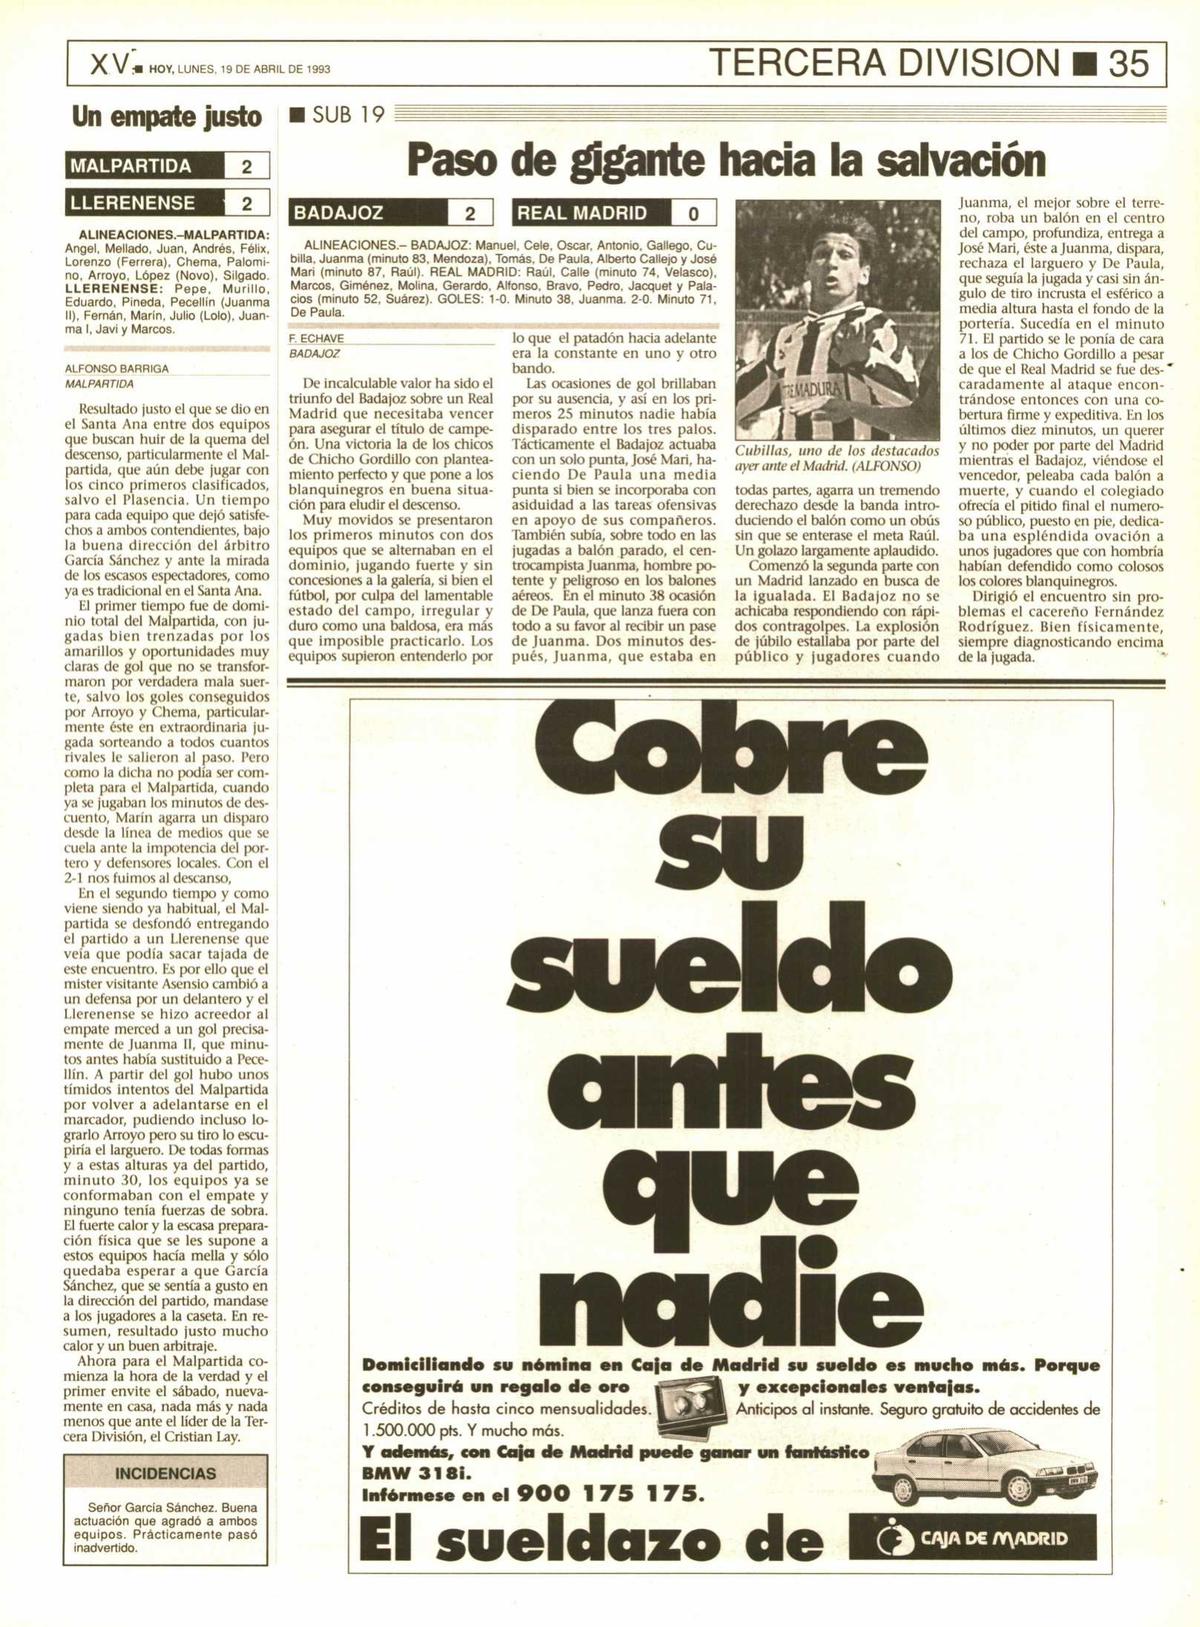 XV ■ HOY, LUNES, 19 DE ABRIL DE 1993
TERCERA DIVISION ■ 35
Un empate justo
MALPARTIDA 2
LLERENENSE 2
ALINEACIONES.–MALPARTIDA:
Angel, Mellado, Juan, Andrés, Félix,
Lorenzo (Ferrera), Chema, Palomi-
no, Arroyo, López (Novo), Silgado.
LLERENENSE: Pepe, Murillo,
Eduardo, Pineda, Pecellín (Juanma
II), Fernán, Marín, Julio (Lolo), Juan-
ma I, Javi y Marcos.
ALFONSO BARRIGA
MALPARTIDA
Resultado justo el que se dio en
el Santa Ana entre dos equipos
que buscan huir de la quema del
descenso, particularmente el Mal-
partida, que aún debe jugar con
los cinco primeros clasificados,
salvo el Plasencia. Un tiempo
para cada equipo que dejó satisfe-
chos a ambos contendientes, bajo
la buena dirección del árbitro
García Sánchez y ante la mirada
de los escasos espectadores, como
ya es tradicional en el Santa Ana.
El primer tiempo fue de domi-
nio total del Malpartida, con ju-
gadas bien trenzadas por los
amarillos y oportunidades muy
claras de gol que no se transfor-
maron por verdadera mala suer-
te, salvo los goles conseguidos
por Arroyo y Chema, particular-
mente éste en extraordinaria ju-
gada sorteando a todos cuantos
rivales le salieron al paso. Pero
como la dicha no podía ser com-
pleta para el Malpartida, cuando
ya se jugaban los minutos de des-
cuento, Marín agarra un disparo
desde la línea de medios que se
cuela ante la impotencia del por-
tero y defensores locales. Con el
2-1 nos fuimos al descanso,
En el segundo tiempo y como
viene siendo ya habitual, el Mal-
partida se desfondó entregando
el partido a un Llerenense que
veía que podía sacar tajada de
este encuentro. Es por ello que el
mister visitante Asensio cambió a
un defensa por un delantero y el
Llerenense se hizo acreedor al
empate merced a un gol precisa-
mente de Juanma II, que minu-
tos antes había sustituido a Pece-
llín. A partir del gol hubo unos
tímidos intentos del Malpartida
por volver a adelantarse en el
marcador, pudiendo incluso lo-
grarlo Arroyo pero su tiro lo escu-
piría el larguero. De todas formas
y a estas alturas ya del partido,
minuto 30, los equipos ya se
conformaban con el empate y
ninguno tenía fuerzas de sobra.
El fuerte calor y la escasa prepara-
ción física que se les supone a
estos equipos hacía mella y sólo
quedaba esperar a que García
Sánchez, que se sentía a gusto en
la dirección del partido, mandase
a los jugadores a la caseta. En re-
sumen, resultado justo mucho
calor y un buen arbitraje.
Ahora para el Malpartida co-
mienza la hora de la verdad y el
primer envite el sábado, nueva-
mente en casa, nada más y nada
menos que ante el líder de la Ter-
cera División, el Cristian Lay.
INCIDENCIAS
Señor García Sánchez. Buena
actuación que agradó a ambos
equipos. Prácticamente pasó
inadvertido.
■ SUB 19
Paso de gigante hacia la salvación
BADAJOZ 2
REAL MADRID 0
ALINEACIONES.– BADAJOZ: Manuel, Cele, Oscar, Antonio, Gallego, Cu-
billa, Juanma (minuto 83, Mendoza), Tomás, De Paula, Alberto Callejo y José
Mari (minuto 87, Raúl). REAL MADRID: Raúl, Calle (minuto 74, Velasco),
Marcos, Giménez, Molina, Gerardo, Alfonso, Bravo, Pedro, Jacquet y Pala-
cios (minuto 52, Suárez). GOLES: 1-0. Minuto 38, Juanma. 2-0. Minuto 71,
De Paula.
F. ECHAVE
BADAJOZ
De incalculable valor ha sido el
triunfo del Badajoz sobre un Real
Madrid que necesitaba vencer
para asegurar el título de campe-
ón. Una victoria la de los chicos
de Chicho Gordillo con plantea-
miento perfecto y que pone a los
blanquinegros en buena situa-
ción para eludir el descenso.
Muy movidos se presentaron
los primeros minutos con dos
equipos que se alternaban en el
dominio, jugando fuerte y sin
concesiones a la galería, si bien el
fútbol, por culpa del lamentable
estado del campo, irregular y
duro como una baldosa, era más
que imposible practicarlo. Los
equipos supieron entenderlo por
lo que el patadón hacia adelante
era la constante en uno y otro
bando.
Las ocasiones de gol brillaban
por su ausencia, y así en los pri-
meros 25 minutos nadie había
disparado entre los tres palos.
Tácticamente el Badajoz actuaba
con un solo punta, José Mari, ha-
ciendo De Paula una media
punta si bien se incorporaba con
asiduidad a las tareas ofensivas
en apoyo de sus compañeros.
También subía, sobre todo en las
jugadas a balón parado, el cen-
trocampista Juanma, hombre po-
tente y peligroso en los balones
aéreos. En el minuto 38 ocasión
de De Paula, que lanza fuera con
todo a su favor al recibir un pase
de Juanma. Dos minutos des-
pués, Juanma, que estaba en
TREMADURA
Cubillas, uno de los destacados
ayer ante el Madrid. (ALFONSO)
todas partes, agarra un tremendo
derechazo desde la banda intro-
duciendo el balón como un obús
sin que se enterase el meta Raúl.
Un golazo largamente aplaudido.
Comenzó la segunda parte con
un Madrid lanzado en busca de
la igualada. El Badajoz no se
achicaba respondiendo con rápi-
dos contragolpes. La explosión
de júbilo estallaba por parte del
público y jugadores cuando
Juanma, el mejor sobre el terre-
no, roba un balón en el centro
del campo, profundiza, entrega a
José Mari, éste a Juanma, dispara,
rechaza el larguero y De Paula,
que seguía la jugada y casi sin án-
gulo de tiro incrusta el esférico a
media altura hasta el fondo de la
portería. Sucedía en el minuto
71. El partido se le ponía de cara
a los de Chicho Gordillo a pesar
de que el Real Madrid se fue des-
caradamente al ataque encon-
trándose entonces con una co-
bertura firme y expeditiva. En los
últimos diez minutos, un querer
y no poder por parte del Madrid
mientras el Badajoz, viéndose el
vencedor, peleaba cada balón a
muerte, y cuando el colegiado
ofrecía el pitido final el numero-
so público, puesto en pie, dedica-
ba una espléndida ovación a
unos jugadores que con hombría
habían defendido como colosos
los colores blanquinegros.
Dirigió el encuentro sin pro-
blemas el cacereño Fernández
Rodríguez. Bien físicamente,
siempre diagnosticando encima
de la jugada.
Cobre
su
sueldo
antes
que
nadie
Domiciliando su nómina en Caja de Madrid su sueldo es mucho más. Porque
conseguirá un regalo de oro y excepcionales ventajas.
Créditos de hasta cinco mensualidades. Anticipos al instante. Seguro gratuito de accidentes de
1.500.000 pts. Y mucho más.
Y además, con Caja de Madrid puede ganar un fantástico
BMW 318i.
Infórmese en el 900 175 175.
El sueldazo de CAJA DE MADRID